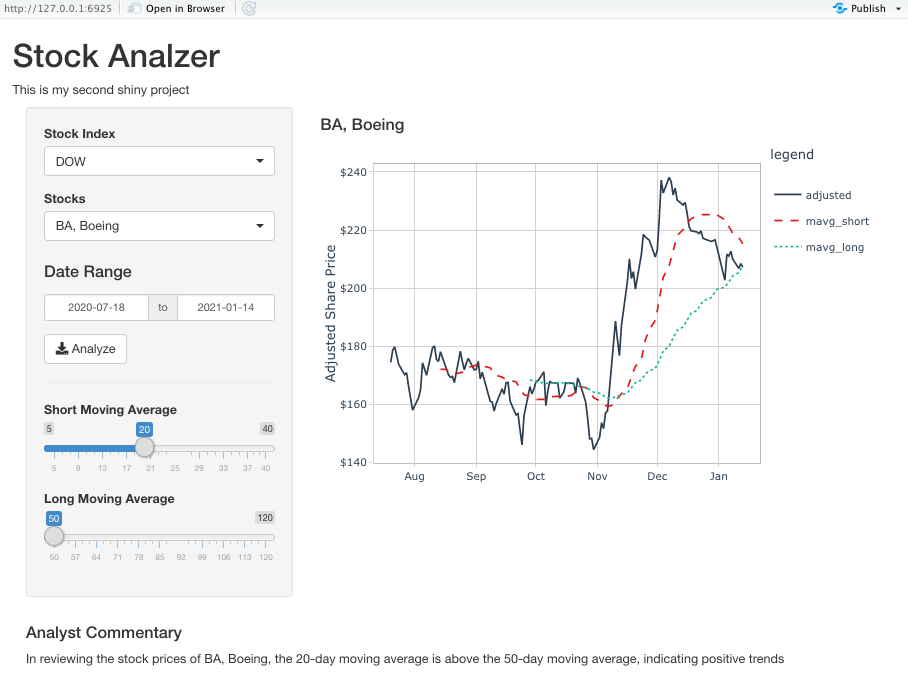 http://127.0.0.1:6925 Open in Browser Publish
Stock Analzer
This is my second shiny project
Stock Index
DOW
Stocks
BA, Boeing
Date Range
2020-07-18 to 2021-01-14
Analyze
Short Moving Average
5 20 40
5 9 13 17 21 25 29 33 37 40
Long Moving Average
50 120
50 57 64 71 78 85 92 99 106 113 120
BA, Boeing
Adjusted Share Price
$240
$220
$200
$180
$160
$140
Aug Sep Oct Nov Dec Jan
legend
adjusted
mavg_short
mavg_long
Analyst Commentary
In reviewing the stock prices of BA, Boeing, the 20-day moving average is above the 50-day moving average, indicating positive trends